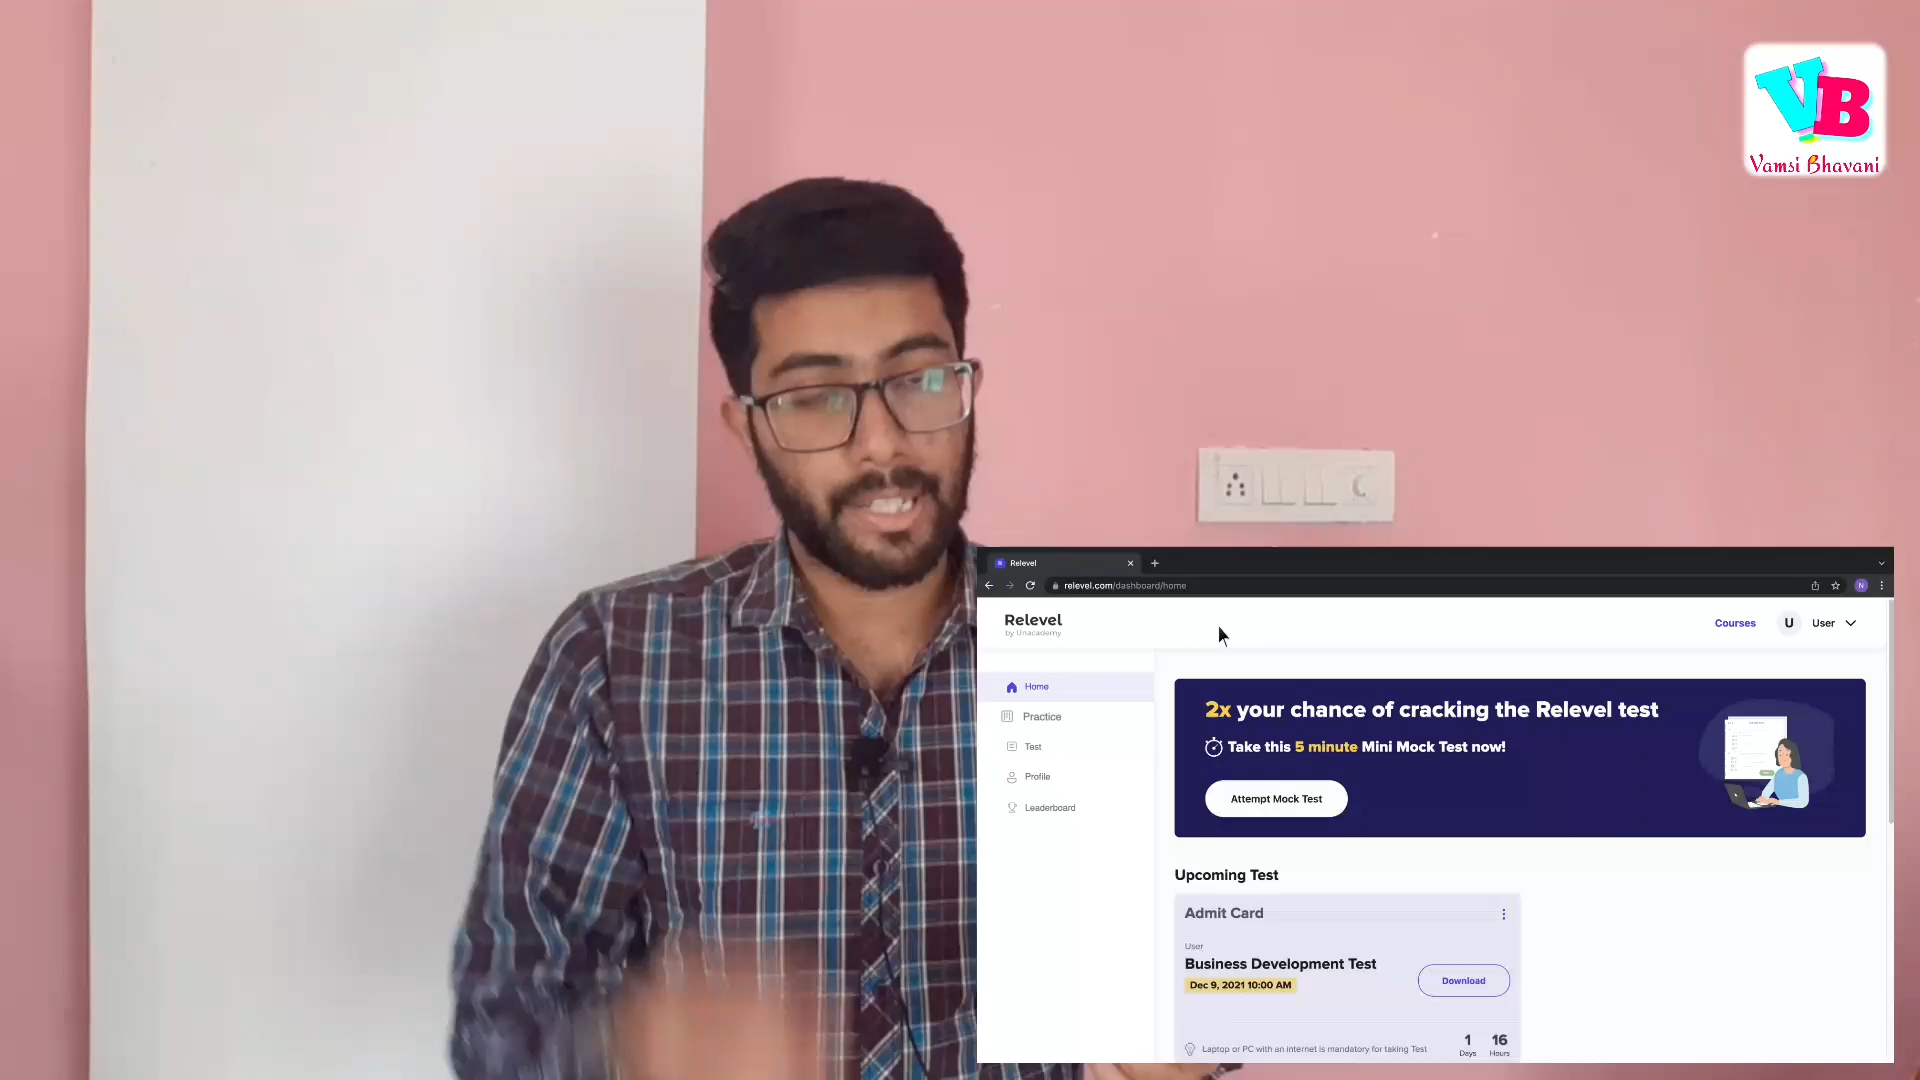 VB
Vamsi Bhavani
Relevel
relevel.com/dashboard/home
N
Relevel
by Unacademy
Courses
U
User
Home
Practice
Test
Profile
Leaderboard
2x your chance of cracking the Relevel test
Take this 5 minute Mini Mock Test now!
Attempt Mock Test
Upcoming Test
Admit Card
User
Business Development Test
Dec 9, 2021 10:00 AM
Download
Laptop or PC with an internet is mandatory for taking Test
1 16
Days Hours